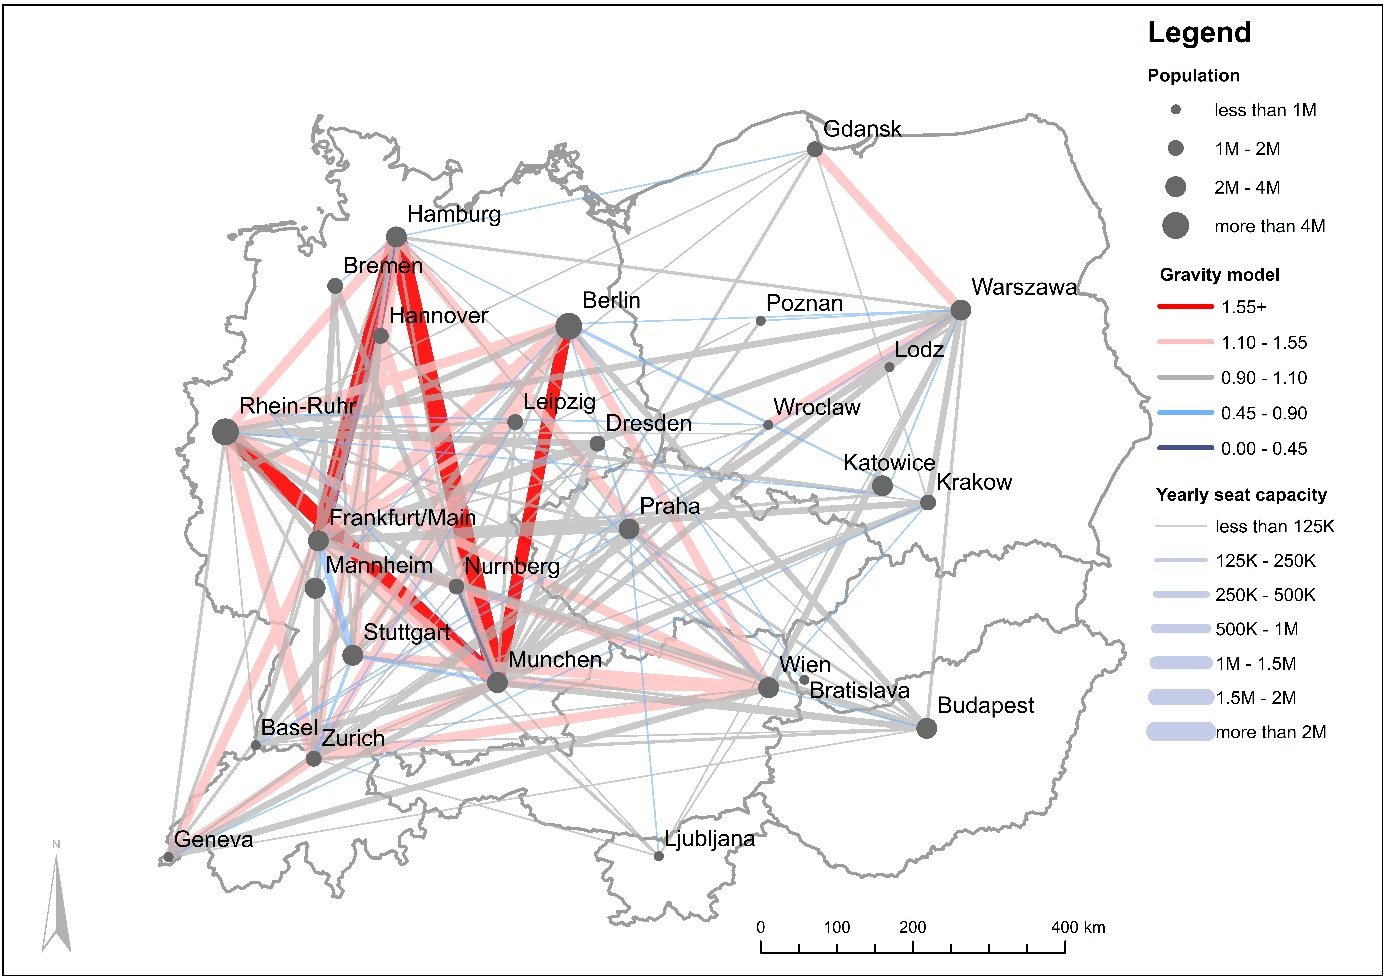 Legend
Population
less than 1M
1M - 2M
2M - 4M
more than 4M
Gravity model
1.55+
1.10 - 1.55
0.90 - 1.10
0.45 - 0.90
0.00 - 0.45
Yearly seat capacity
less than 125K
125K - 250K
250K - 500K
500K - 1M
1M - 1.5M
1.5M - 2M
more than 2M
Gdansk
Hamburg
Bremen
Warszawa
Berlin
Poznan
Hannover
Lodz
Rhein-Ruhr
Leipzig
Wroclaw
Dresden
Katowice
Krakow
Praha
Frankfurt/Main
Mannheim
Nurnberg
Stuttgart
Munchen
Wien
Bratislava
Budapest
Basel
Zurich
Geneva
Ljubljana
N
0 100 200 400 km